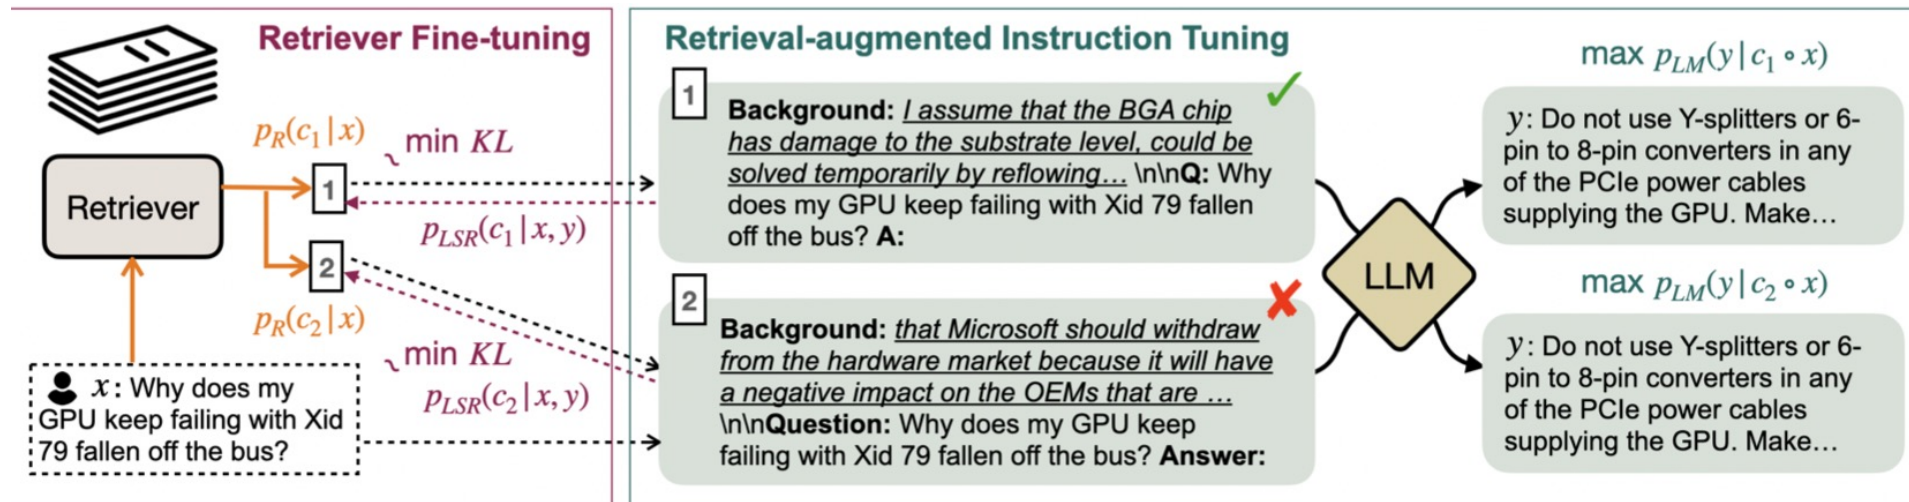 Retriever Fine-tuning
p_R(c_1|x)
min KL
Retriever
1
p_LSR(c_1|x, y)
2
p_R(c_2|x)
min KL
p_LSR(c_2|x, y)
x: Why does my
GPU keep failing with Xid
79 fallen off the bus?
Retrieval-augmented Instruction Tuning
1
Background: I assume that the BGA chip
has damage to the substrate level, could be
solved temporarily by reflowing… \n\nQ: Why
does my GPU keep failing with Xid 79 fallen
off the bus? A:
2
Background: that Microsoft should withdraw
from the hardware market because it will have
a negative impact on the OEMs that are …
\n\nQuestion: Why does my GPU keep
failing with Xid 79 fallen off the bus? Answer:
LLM
max p_LM(y|c_1 ∘ x)
y: Do not use Y-splitters or 6-
pin to 8-pin converters in any
of the PCIe power cables
supplying the GPU. Make…
max p_LM(y|c_2 ∘ x)
y: Do not use Y-splitters or 6-
pin to 8-pin converters in any
of the PCIe power cables
supplying the GPU. Make…